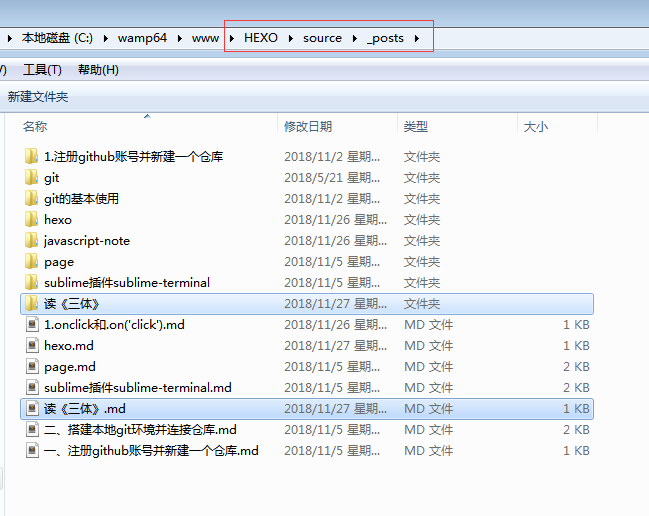 本地磁盘 (C:) wamp64 www HEXO source _posts
) 工具(T) 帮助(H)
新建文件夹
名称 修改日期 类型 大小
1.注册github账号并新建一个仓库 2018/11/2 星期... 文件夹
git 2018/5/21 星期... 文件夹
git的基本使用 2018/11/2 星期... 文件夹
hexo 2018/11/26 星期... 文件夹
javascript-note 2018/11/26 星期... 文件夹
page 2018/11/5 星期... 文件夹
sublime插件sublime-terminal 2018/11/5 星期... 文件夹
读《三体》 2018/11/27 星期... 文件夹
1.onclick和.on('click').md 2018/11/26 星期... MD 文件 1 KB
hexo.md 2018/11/27 星期... MD 文件 1 KB
page.md 2018/11/5 星期... MD 文件 2 KB
sublime插件sublime-terminal.md 2018/11/5 星期... MD 文件 2 KB
读《三体》.md 2018/11/27 星期... MD 文件 1 KB
二、搭建本地git环境并连接仓库.md 2018/11/5 星期... MD 文件 2 KB
一、注册github账号并新建一个仓库.md 2018/11/5 星期... MD 文件 1 KB